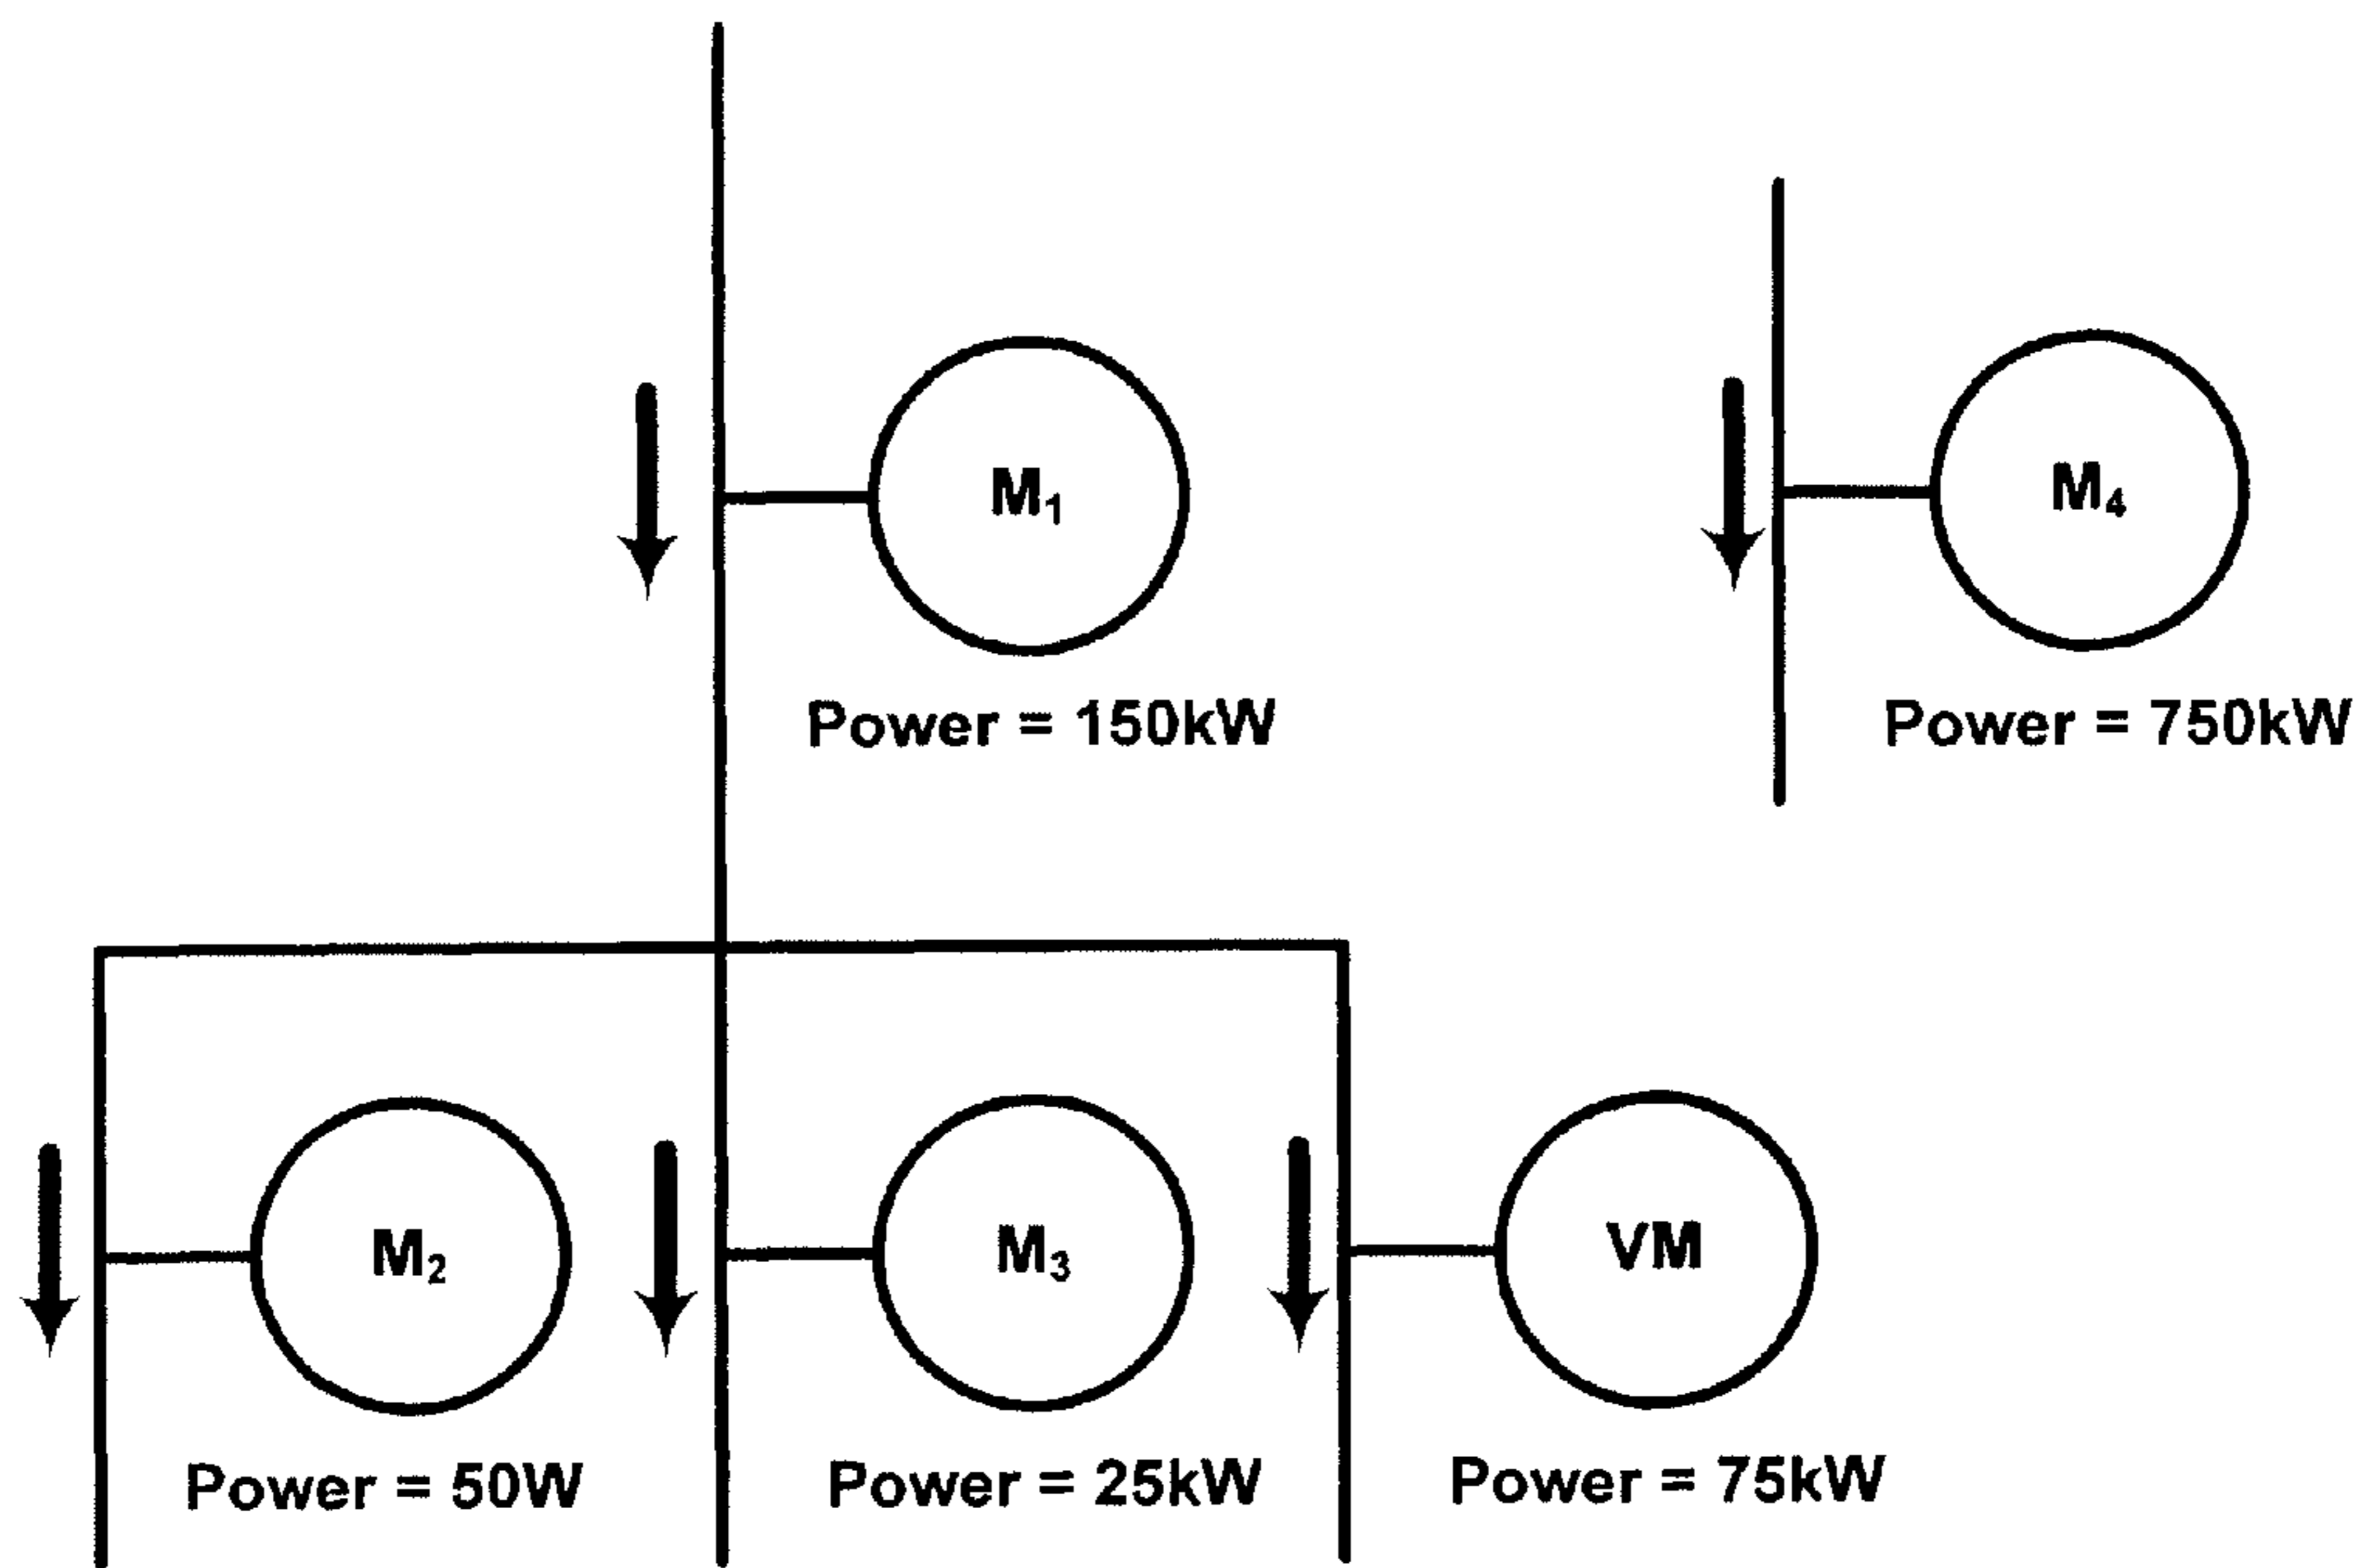 M₁
M₄
Power = 150kW
Power = 750kW
M₂
M₃
VM
Power = 50W
Power = 25kW
Power = 75kW